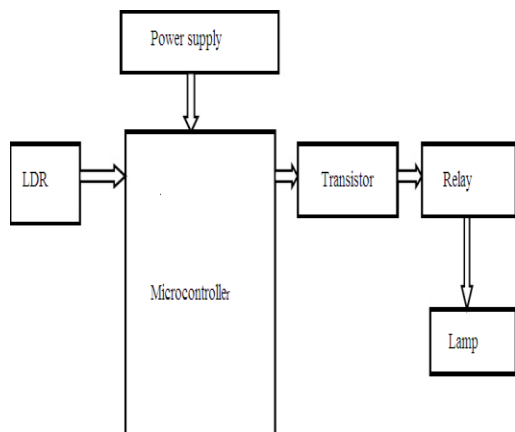 Power supply
LDR
Transistor
Relay
Microcontroller
Lamp